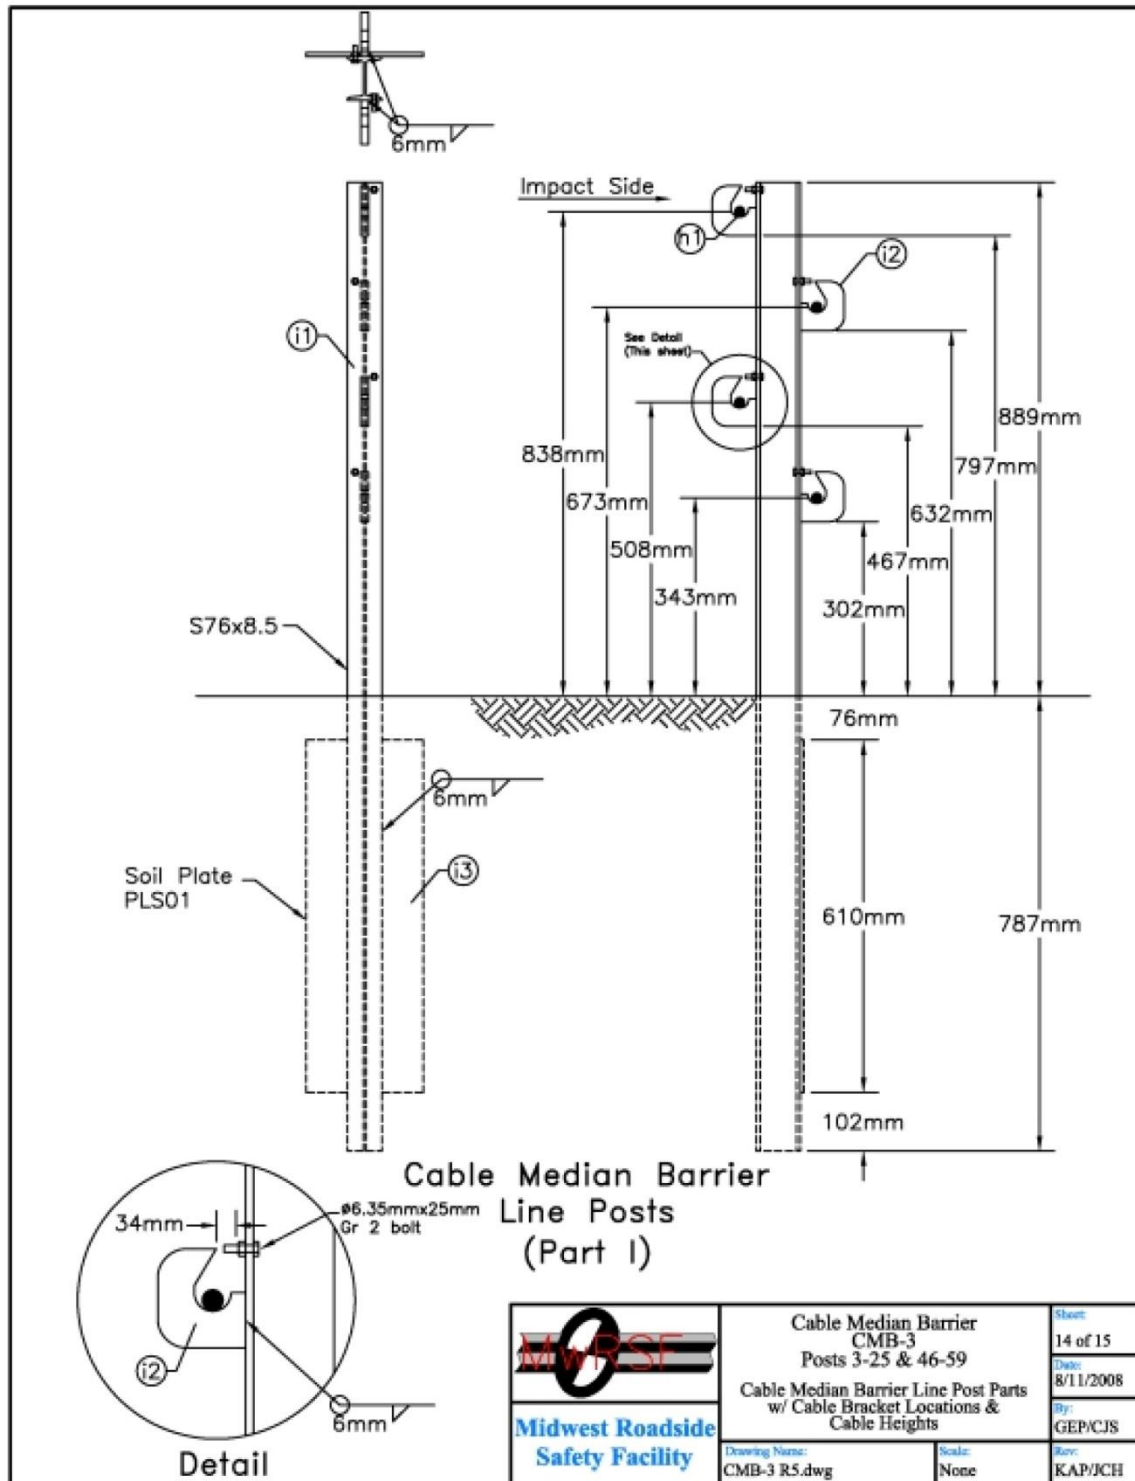 6mm
Impact Side
h1
i2
i1
See Detail
(This sheet)
889mm
838mm
797mm
673mm
632mm
508mm
467mm
343mm
302mm
S76x8.5
76mm
6mm
Soil Plate
PLS01
i3
610mm
787mm
102mm
Cable Median Barrier
Line Posts
(Part I)
34mm
ø6.35mmx25mm
Gr 2 bolt
i2
6mm
Detail
MwRSF
Midwest Roadside
Safety Facility
Cable Median Barrier
CMB-3
Posts 3-25 & 46-59
Cable Median Barrier Line Post Parts
w/ Cable Bracket Locations &
Cable Heights
Drawing Name:
CMB-3 R5.dwg
Scale:
None
Sheet:
14 of 15
Date:
8/11/2008
By:
GEP/CJS
Rev:
KAP/JCH